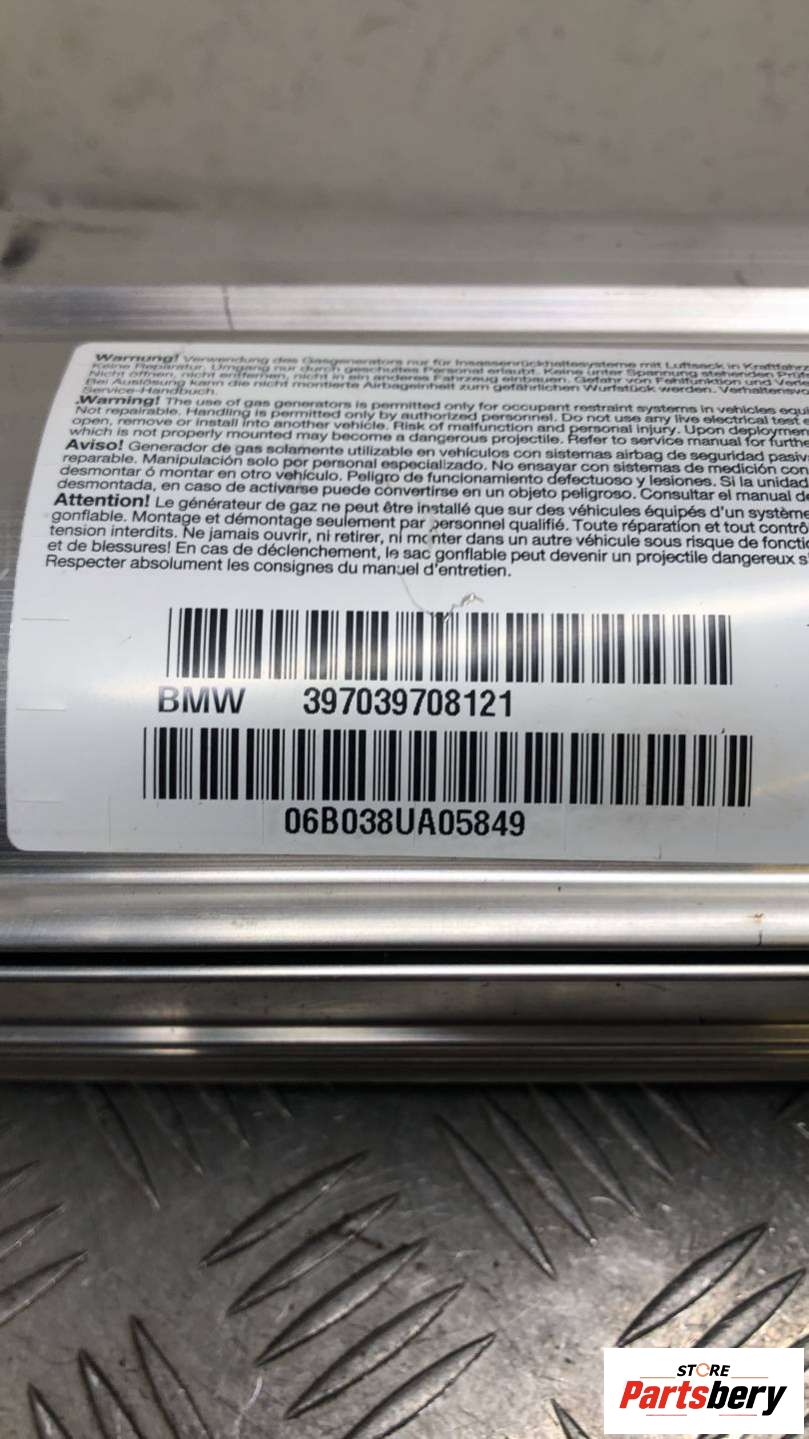 Warnung! Verwendung des Gasgenerators nur für Insassenrückhaltesysteme mit Luftsack in
Keine Reparatur. Umgang nur durch geschultes Personal erlaubt. Keine unter Spannung stehenden
Nicht öffnen, nicht entfernen, nicht in ein anderes Fahrzeug einbauen. Gefahr von Fehlfunktion und
Bei Auslösung kann die nicht montierte Airbageinheit zum gefährlichen Wurfstück werden.
Service-Handbuch.
Warning! The use of gas generators is permitted only for occupant restraint systems in vehicles equi
Not repairable. Handling is permitted only by authorized personnel. Do not use any live electrical test
open, remove or install into another vehicle. Risk of malfunction and personal injury. Upon deploymen
which is not properly mounted may become a dangerous projectile. Refer to service manual for furthe
Aviso! Generador de gas solamente utilizable en vehículos con sistemas airbag de seguridad pasiv
reparable. Manipulación solo por personal especializado. No ensayar con sistemas de medición con
desmontar ó montar en otro vehículo. Peligro de funcionamiento defectuoso y lesiones. Si la unidad
desmontada, en caso de activarse puede convertirse en un objeto peligroso. Consultar el manual de
Attention! Le générateur de gaz ne peut être installé que sur des véhicules équipés d'un système
gonflable. Montage et démontage seulement par personnel qualifié. Toute réparation et tout contrô
tension interdits. Ne jamais ouvrir, ni retirer, ni monter dans un autre véhicule sous risque de fonctio
et de blessures! En cas de déclenchement, le sac gonflable peut devenir un projectile dangereux s'
Respecter absolument les consignes du manuel d'entretien.
BMW 397039708121
06B038UA05849
STORE
Partsbery